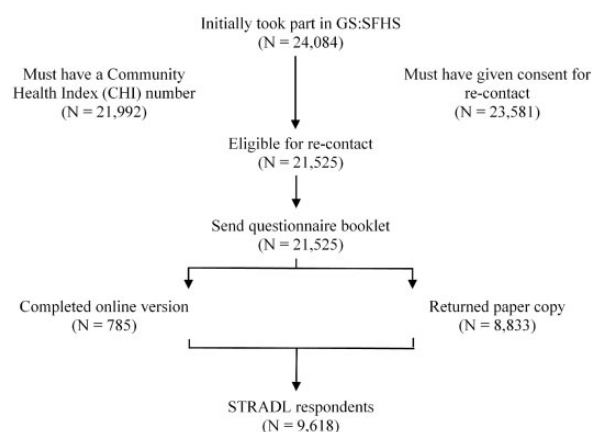 Initially took part in GS:SFHS
(N = 24,084)
Must have a Community
Health Index (CHI) number
(N = 21,992)
Must have given consent for
re-contact
(N = 23,581)
Eligible for re-contact
(N = 21,525)
Send questionnaire booklet
(N = 21,525)
Completed online version
(N = 785)
Returned paper copy
(N = 8,833)
STRADL respondents
(N = 9,618)